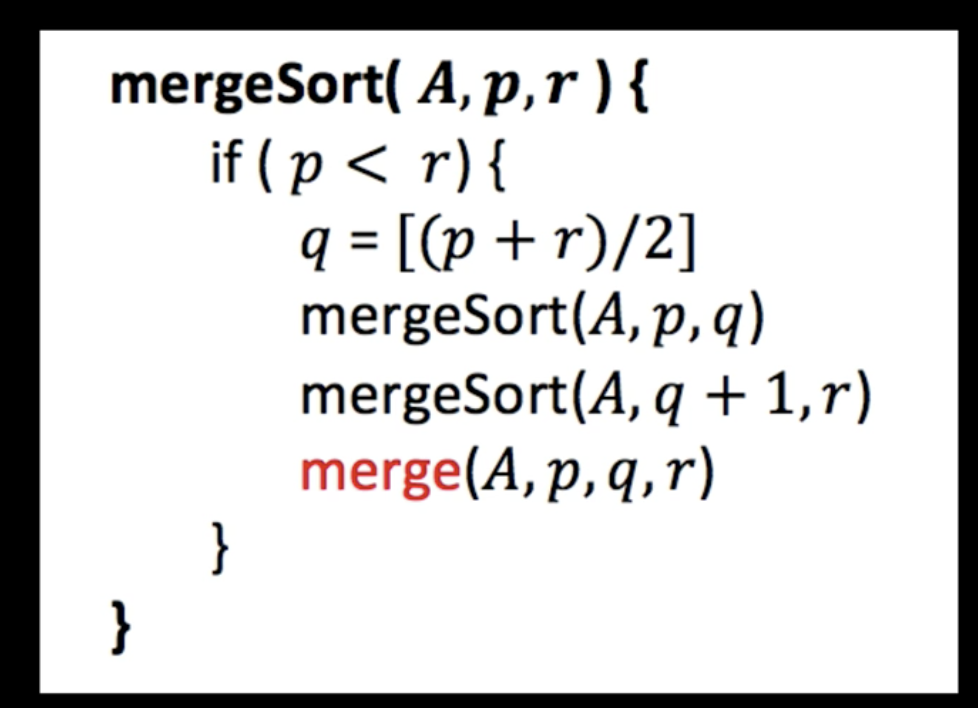 mergeSort( A, p, r ) {
if ( p < r) {
q = [(p + r)/2]
mergeSort(A, p, q)
mergeSort(A, q + 1, r)
merge(A, p, q, r)
}
}